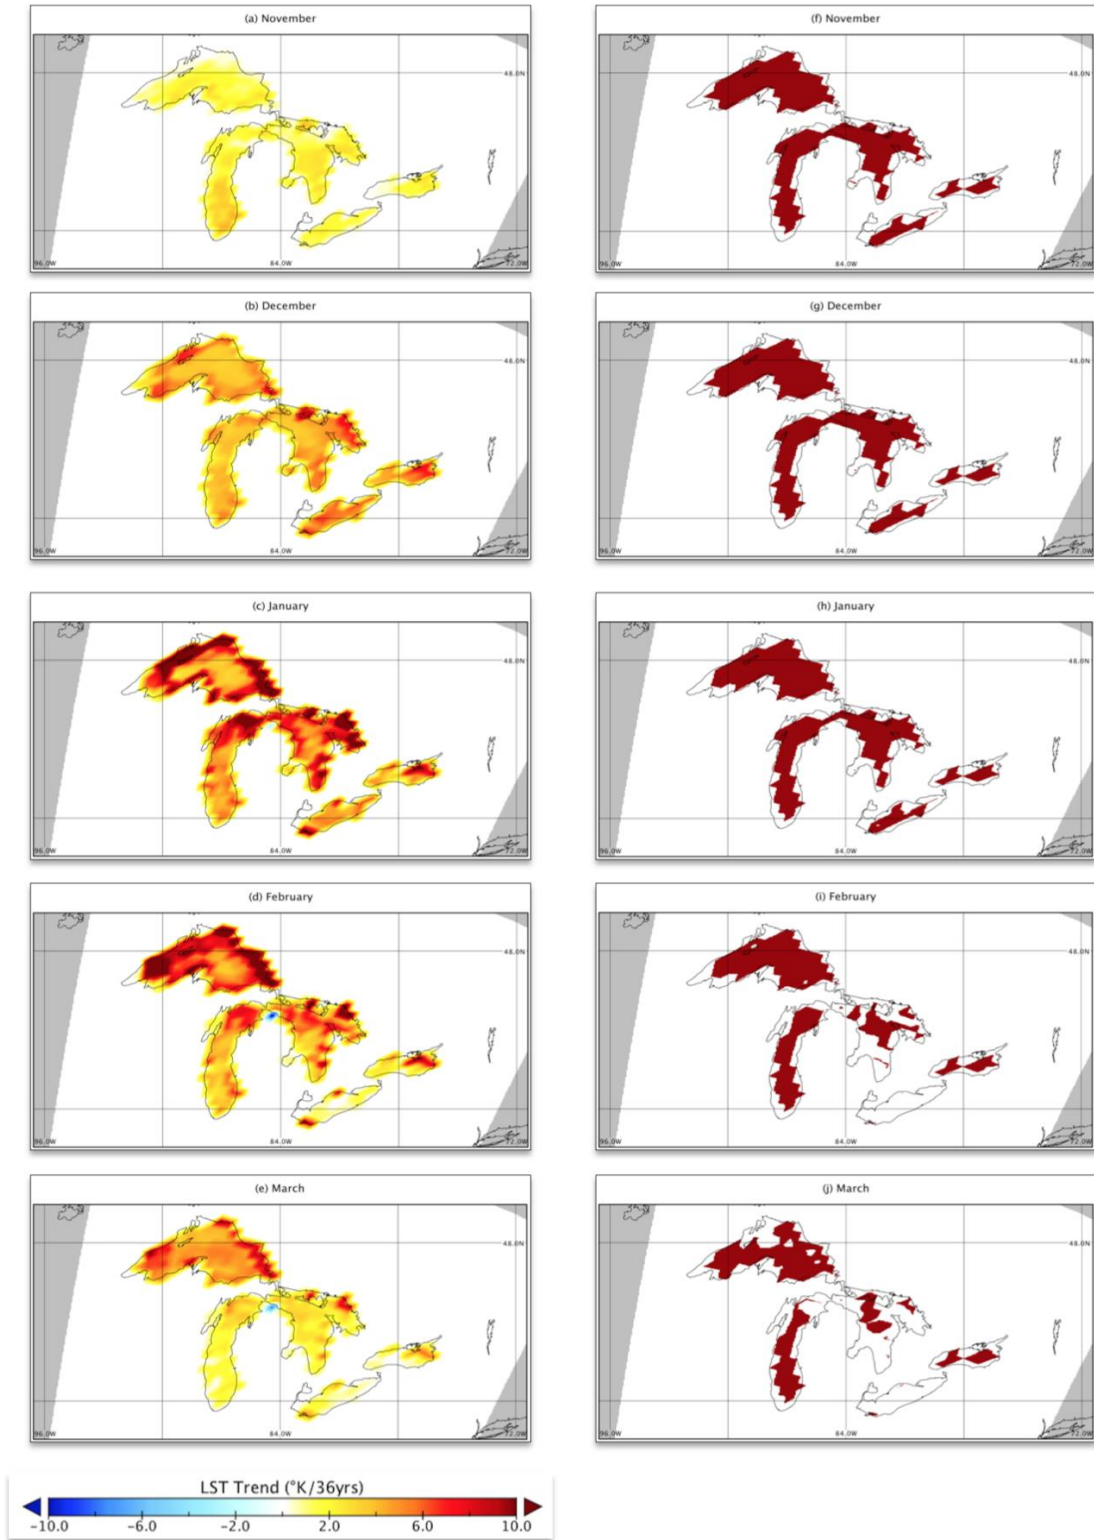 (a) November
(f) November
48.0N
48.0N
96.0W
84.0W
72.0W
96.0W
84.0W
72.0W
(b) December
(g) December
48.0N
48.0N
96.0W
84.0W
72.0W
96.0W
84.0W
72.0W
(c) January
(h) January
48.0N
48.0N
96.0W
84.0W
72.0W
96.0W
84.0W
72.0W
(d) February
(i) February
48.0N
48.0N
96.0W
84.0W
72.0W
96.0W
84.0W
72.0W
(e) March
(j) March
48.0N
48.0N
96.0W
84.0W
72.0W
96.0W
84.0W
72.0W
LST Trend (°K/36yrs)
-10.0 -6.0 -2.0 2.0 6.0 10.0